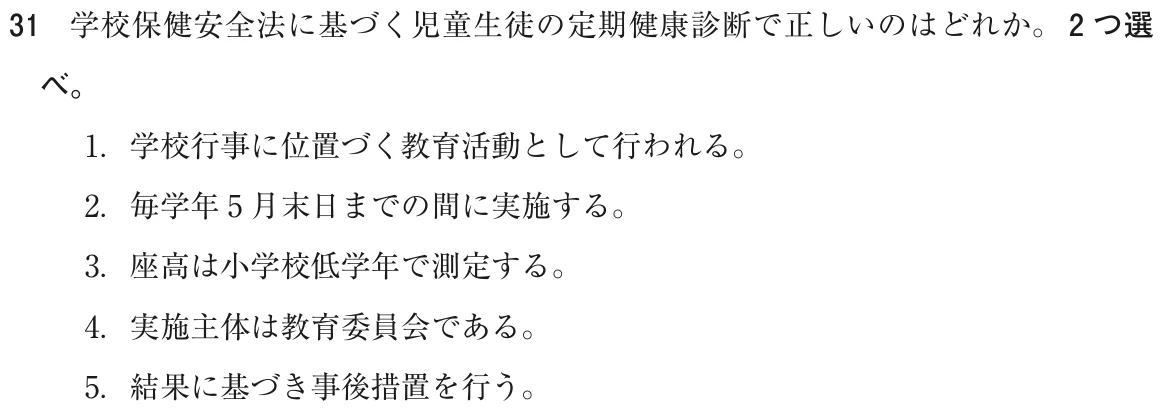 31　学校保健安全法に基づく児童生徒の定期健康診断で正しいのはどれか。2つ選
べ。
1. 学校行事に位置づく教育活動として行われる。
2. 毎学年5月末日までの間に実施する。
3. 座高は小学校低学年で測定する。
4. 実施主体は教育委員会である。
5. 結果に基づき事後措置を行う。